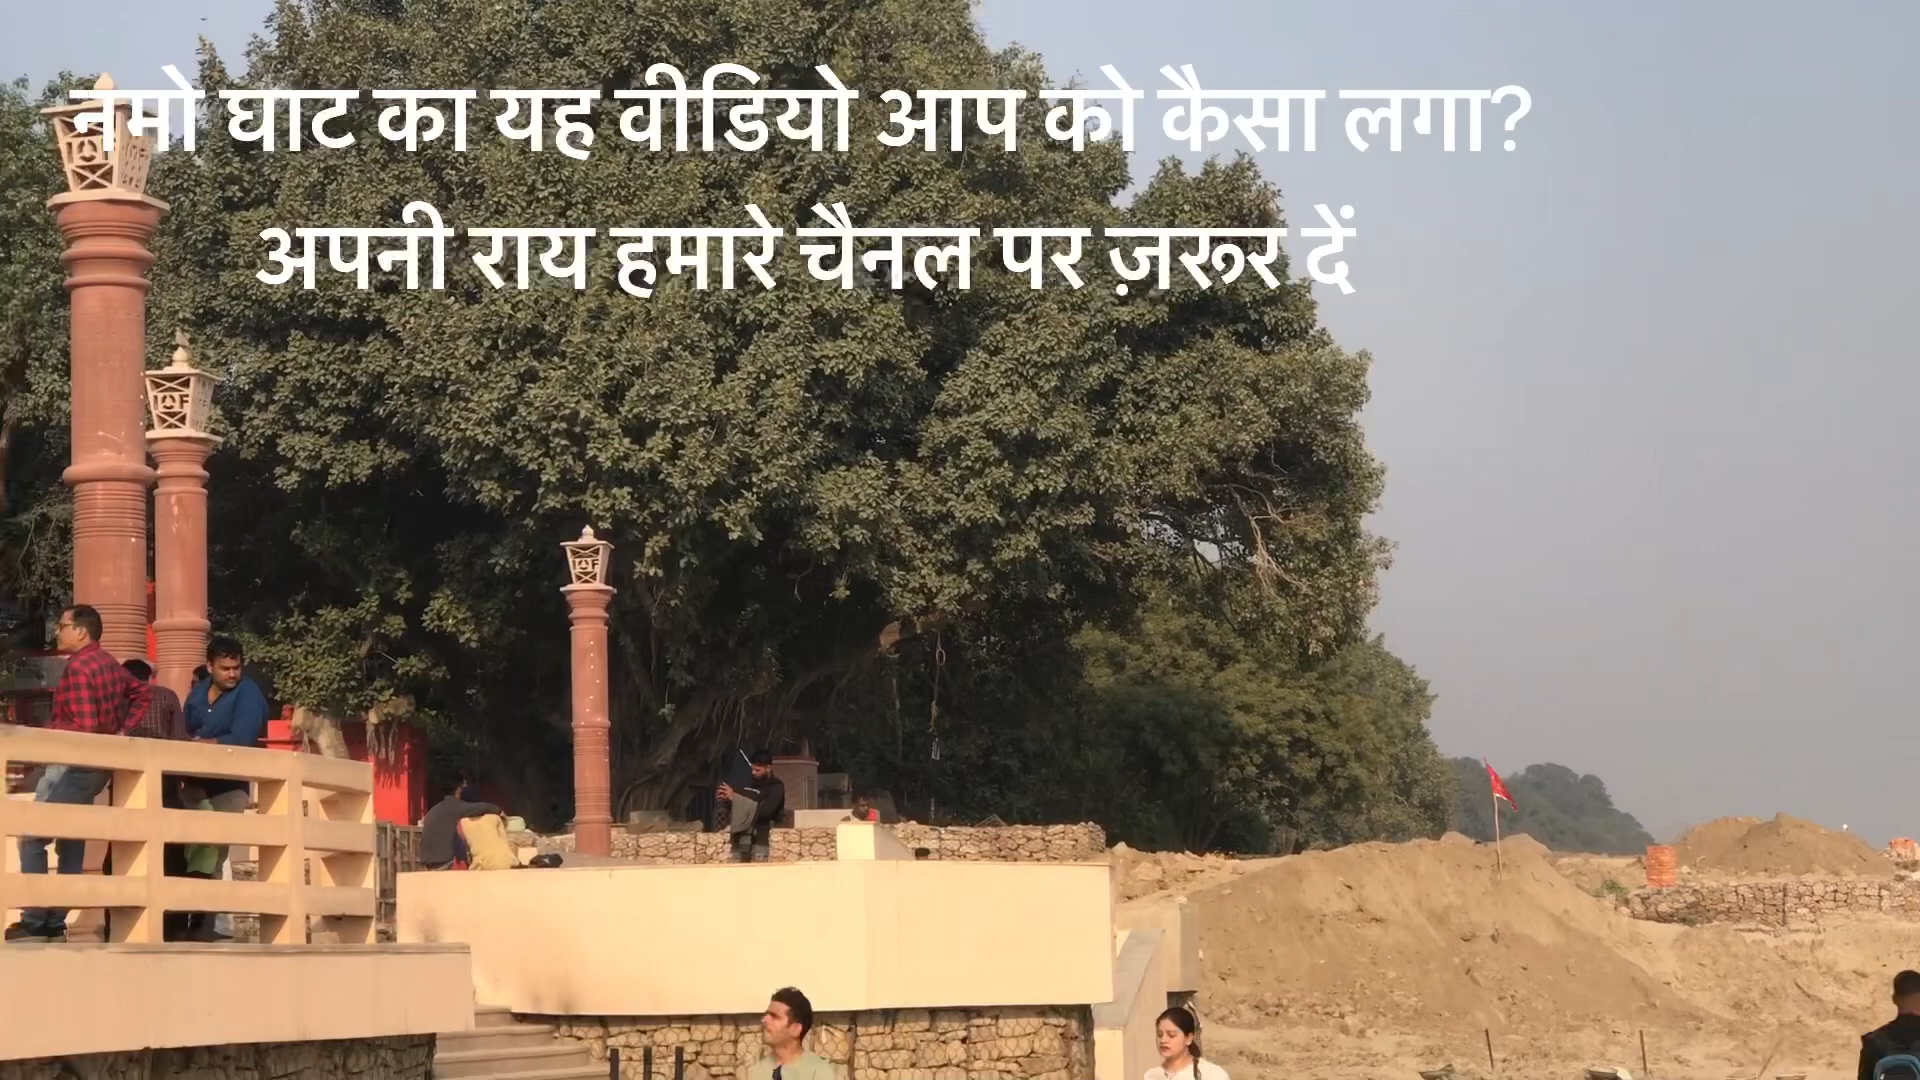 नमो घाट का यह वीडियो आप को कैसा लगा?
अपनी राय हमारे चैनल पर ज़रूर दें